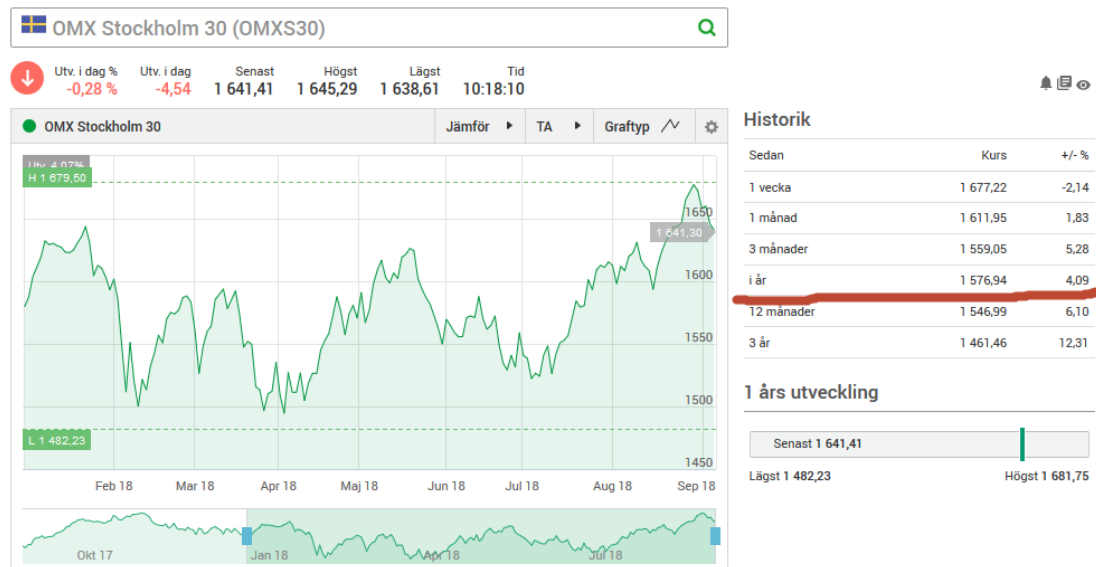 OMX Stockholm 30 (OMXS30)
Utv. i dag % Utv. i dag Senast Högst Lägst Tid
-0,28 % -4,54 1 641,41 1 645,29 1 638,61 10:18:10
OMX Stockholm 30 Jämför TA Graftyp
Utv. 4,07%
H 1 679,50
1650
1 641,30
1600
1550
1500
L 1 482,23
1450
Feb 18 Mar 18 Apr 18 Maj 18 Jun 18 Jul 18 Aug 18 Sep 18
Okt 17 Jan 18 Apr 18 Jul 18
Historik
Sedan Kurs +/- %
1 vecka 1 677,22 -2,14
1 månad 1 611,95 1,83
3 månader 1 559,05 5,28
i år 1 576,94 4,09
12 månader 1 546,99 6,10
3 år 1 461,46 12,31
1 års utveckling
Senast 1 641,41
Lägst 1 482,23 Högst 1 681,75